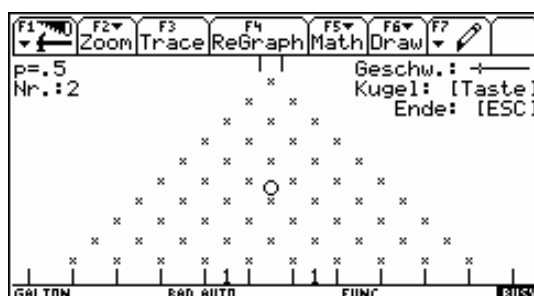 F1 F2 Zoom F3 Trace F4 ReGraph F5 Math F6 Draw F7
p=.5 Geschw.:
Nr.:2 Kugel: [Taste]
Ende: [ESC]
1 1
GALTON RAD AUTO FUNC BUSY